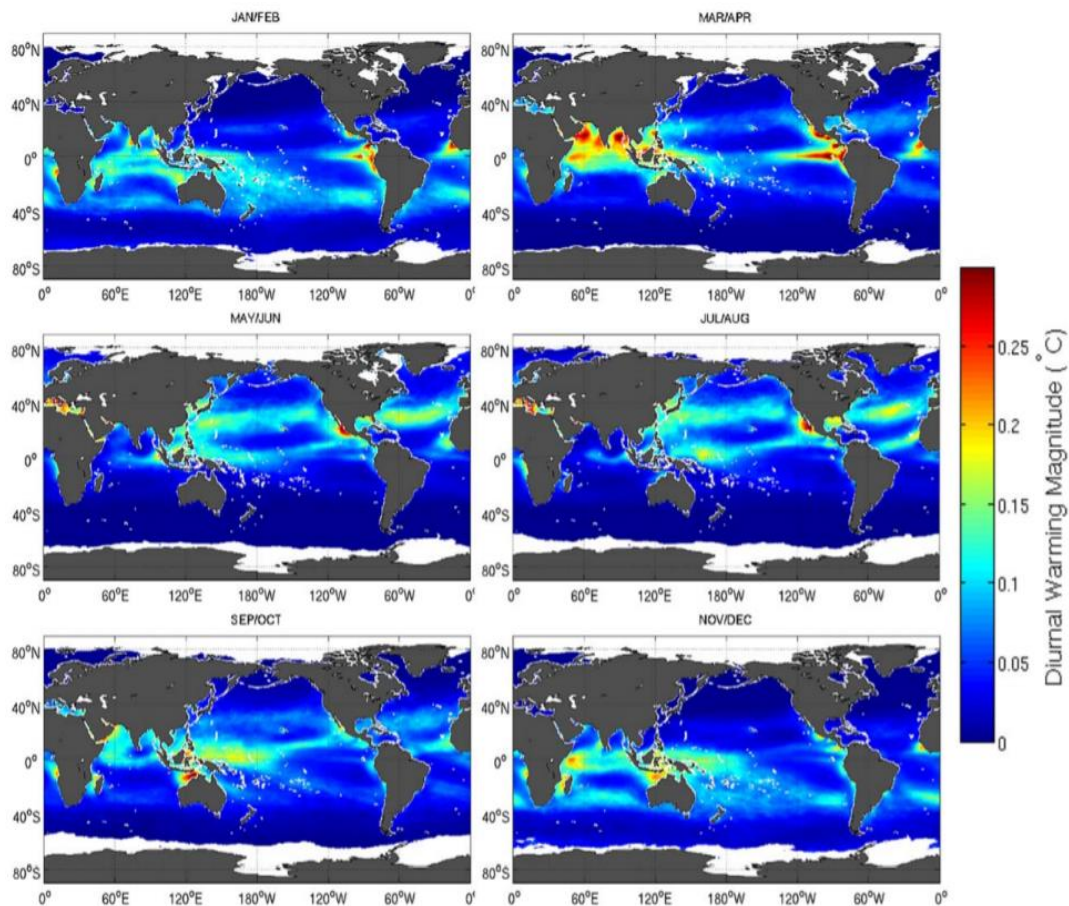 JAN/FEB
MAR/APR
80°N 80°N
40°N 40°N
0° 0°
40°S 40°S
80°S 80°S
0° 60°E 120°E 180°W 120°W 60°W 0° 0° 60°E 120°E 180°W 120°W 60°W 0°
MAY/JUN
JUL/AUG
80°N 80°N
40°N 40°N
0° 0°
40°S 40°S
80°S 80°S
0° 60°E 120°E 180°W 120°W 60°W 0° 0° 60°E 120°E 180°W 120°W 60°W 0°
SEP/OCT
NOV/DEC
80°N 80°N
40°N 40°N
0° 0°
40°S 40°S
80°S 80°S
0° 60°E 120°E 180°W 120°W 60°W 0° 0° 60°E 120°E 180°W 120°W 60°W 0°
0.25
0.2
0.15
0.1
0.05
0
Diurnal Warming Magnitude (°C)